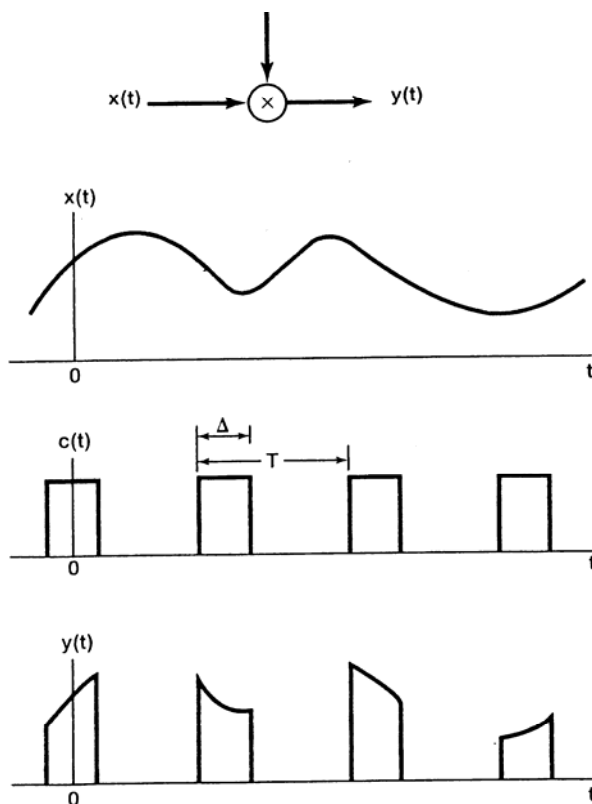 x(t) × y(t)
x(t)
0 t
c(t) Δ
T
0 t
y(t)
0 t